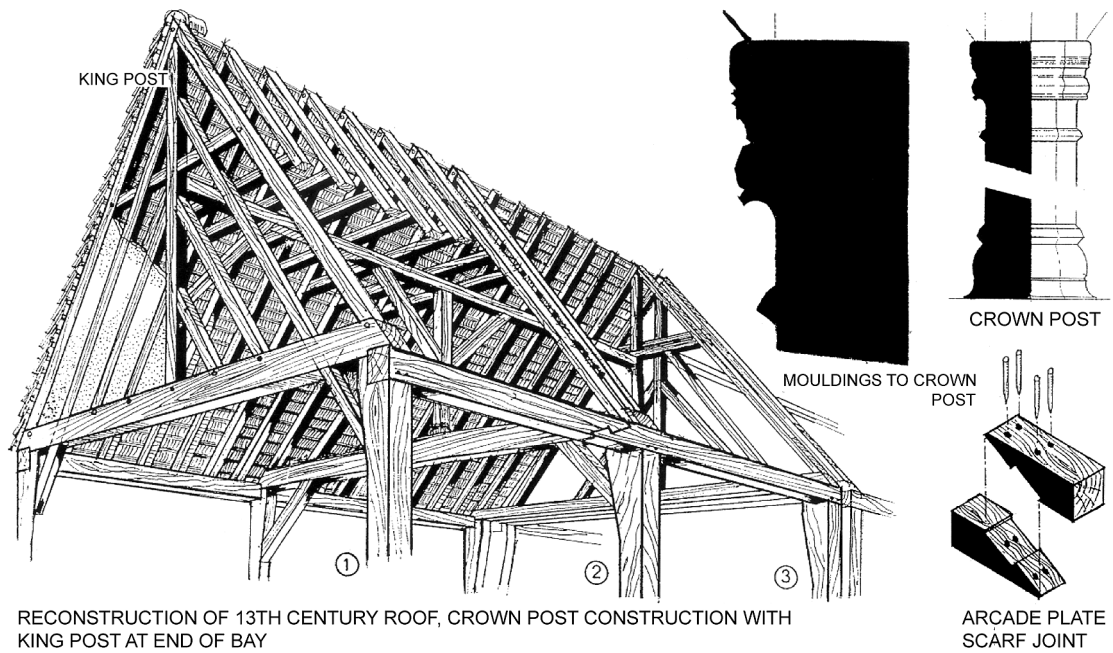 KING POST
CROWN POST
MOULDINGS TO CROWN
POST
1
2
3
RECONSTRUCTION OF 13TH CENTURY ROOF, CROWN POST CONSTRUCTION WITH
KING POST AT END OF BAY
ARCADE PLATE
SCARF JOINT